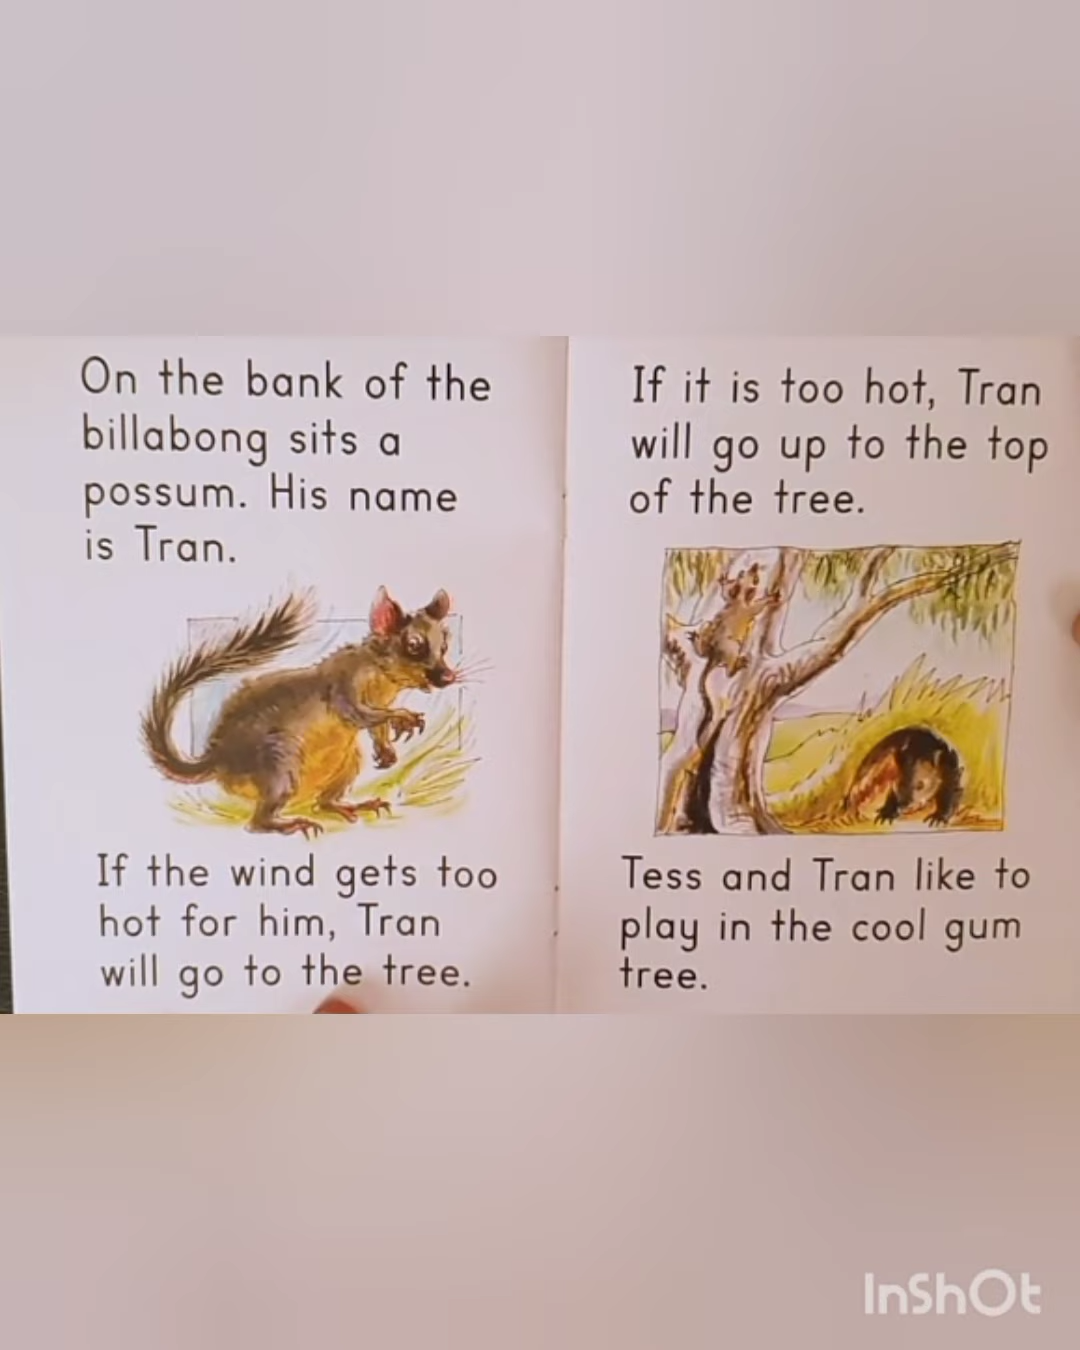 On the bank of the
billabong sits a
possum. His name
is Tran.
If the wind gets too
hot for him, Tran
will go to the tree.
If it is too hot, Tran
will go up to the top
of the tree.
Tess and Tran like to
play in the cool gum
tree.
InShOt